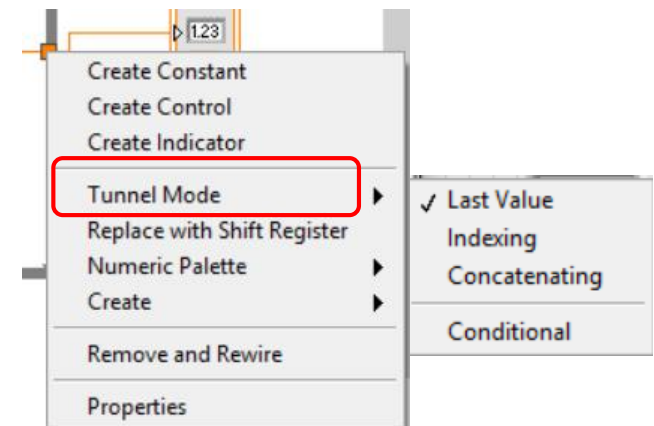 1.23
Create Constant
Create Control
Create Indicator
Tunnel Mode
Replace with Shift Register
Numeric Palette
Create
Remove and Rewire
Properties
Last Value
Indexing
Concatenating
Conditional